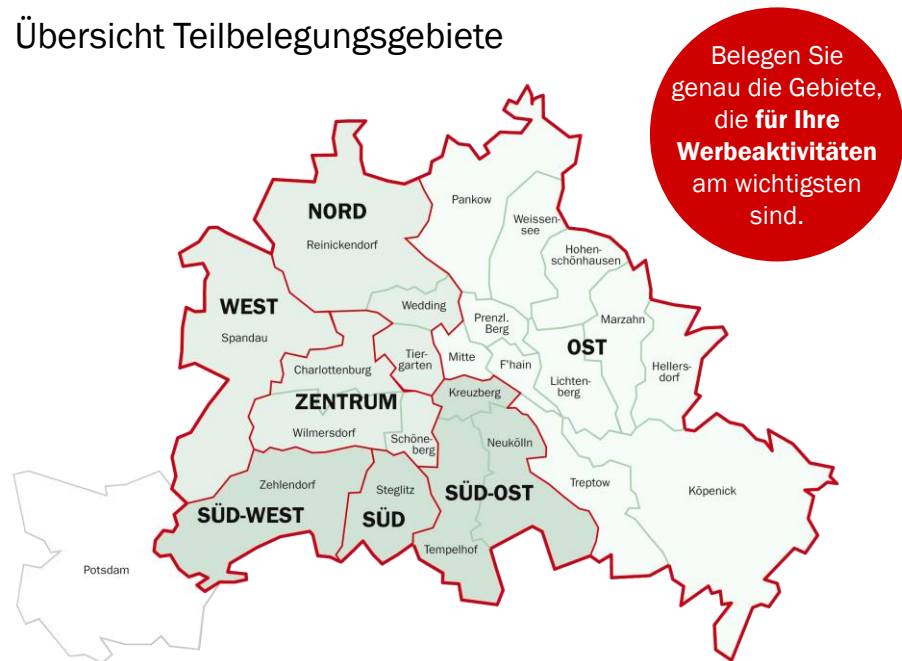 Übersicht Teilbelegungsgebiete
Belegen Sie
genau die Gebiete,
die für Ihre
Werbeaktivitäten
am wichtigsten
sind.
NORD
Reinickendorf
Pankow
Weissen-
see
Hohen-
schönhausen
WEST
Spandau
Wedding
Prenzl.
Berg
Marzahn
OST
Charlottenburg
Tier-
garten
Mitte
F'hain
Lichten-
berg
Hellers-
dorf
ZENTRUM
Wilmersdorf
Schöne-
berg
Kreuzberg
Neukölln
Zehlendorf
SÜD-WEST
Steglitz
SÜD
SÜD-OST
Tempelhof
Treptow
Köpenick
Potsdam